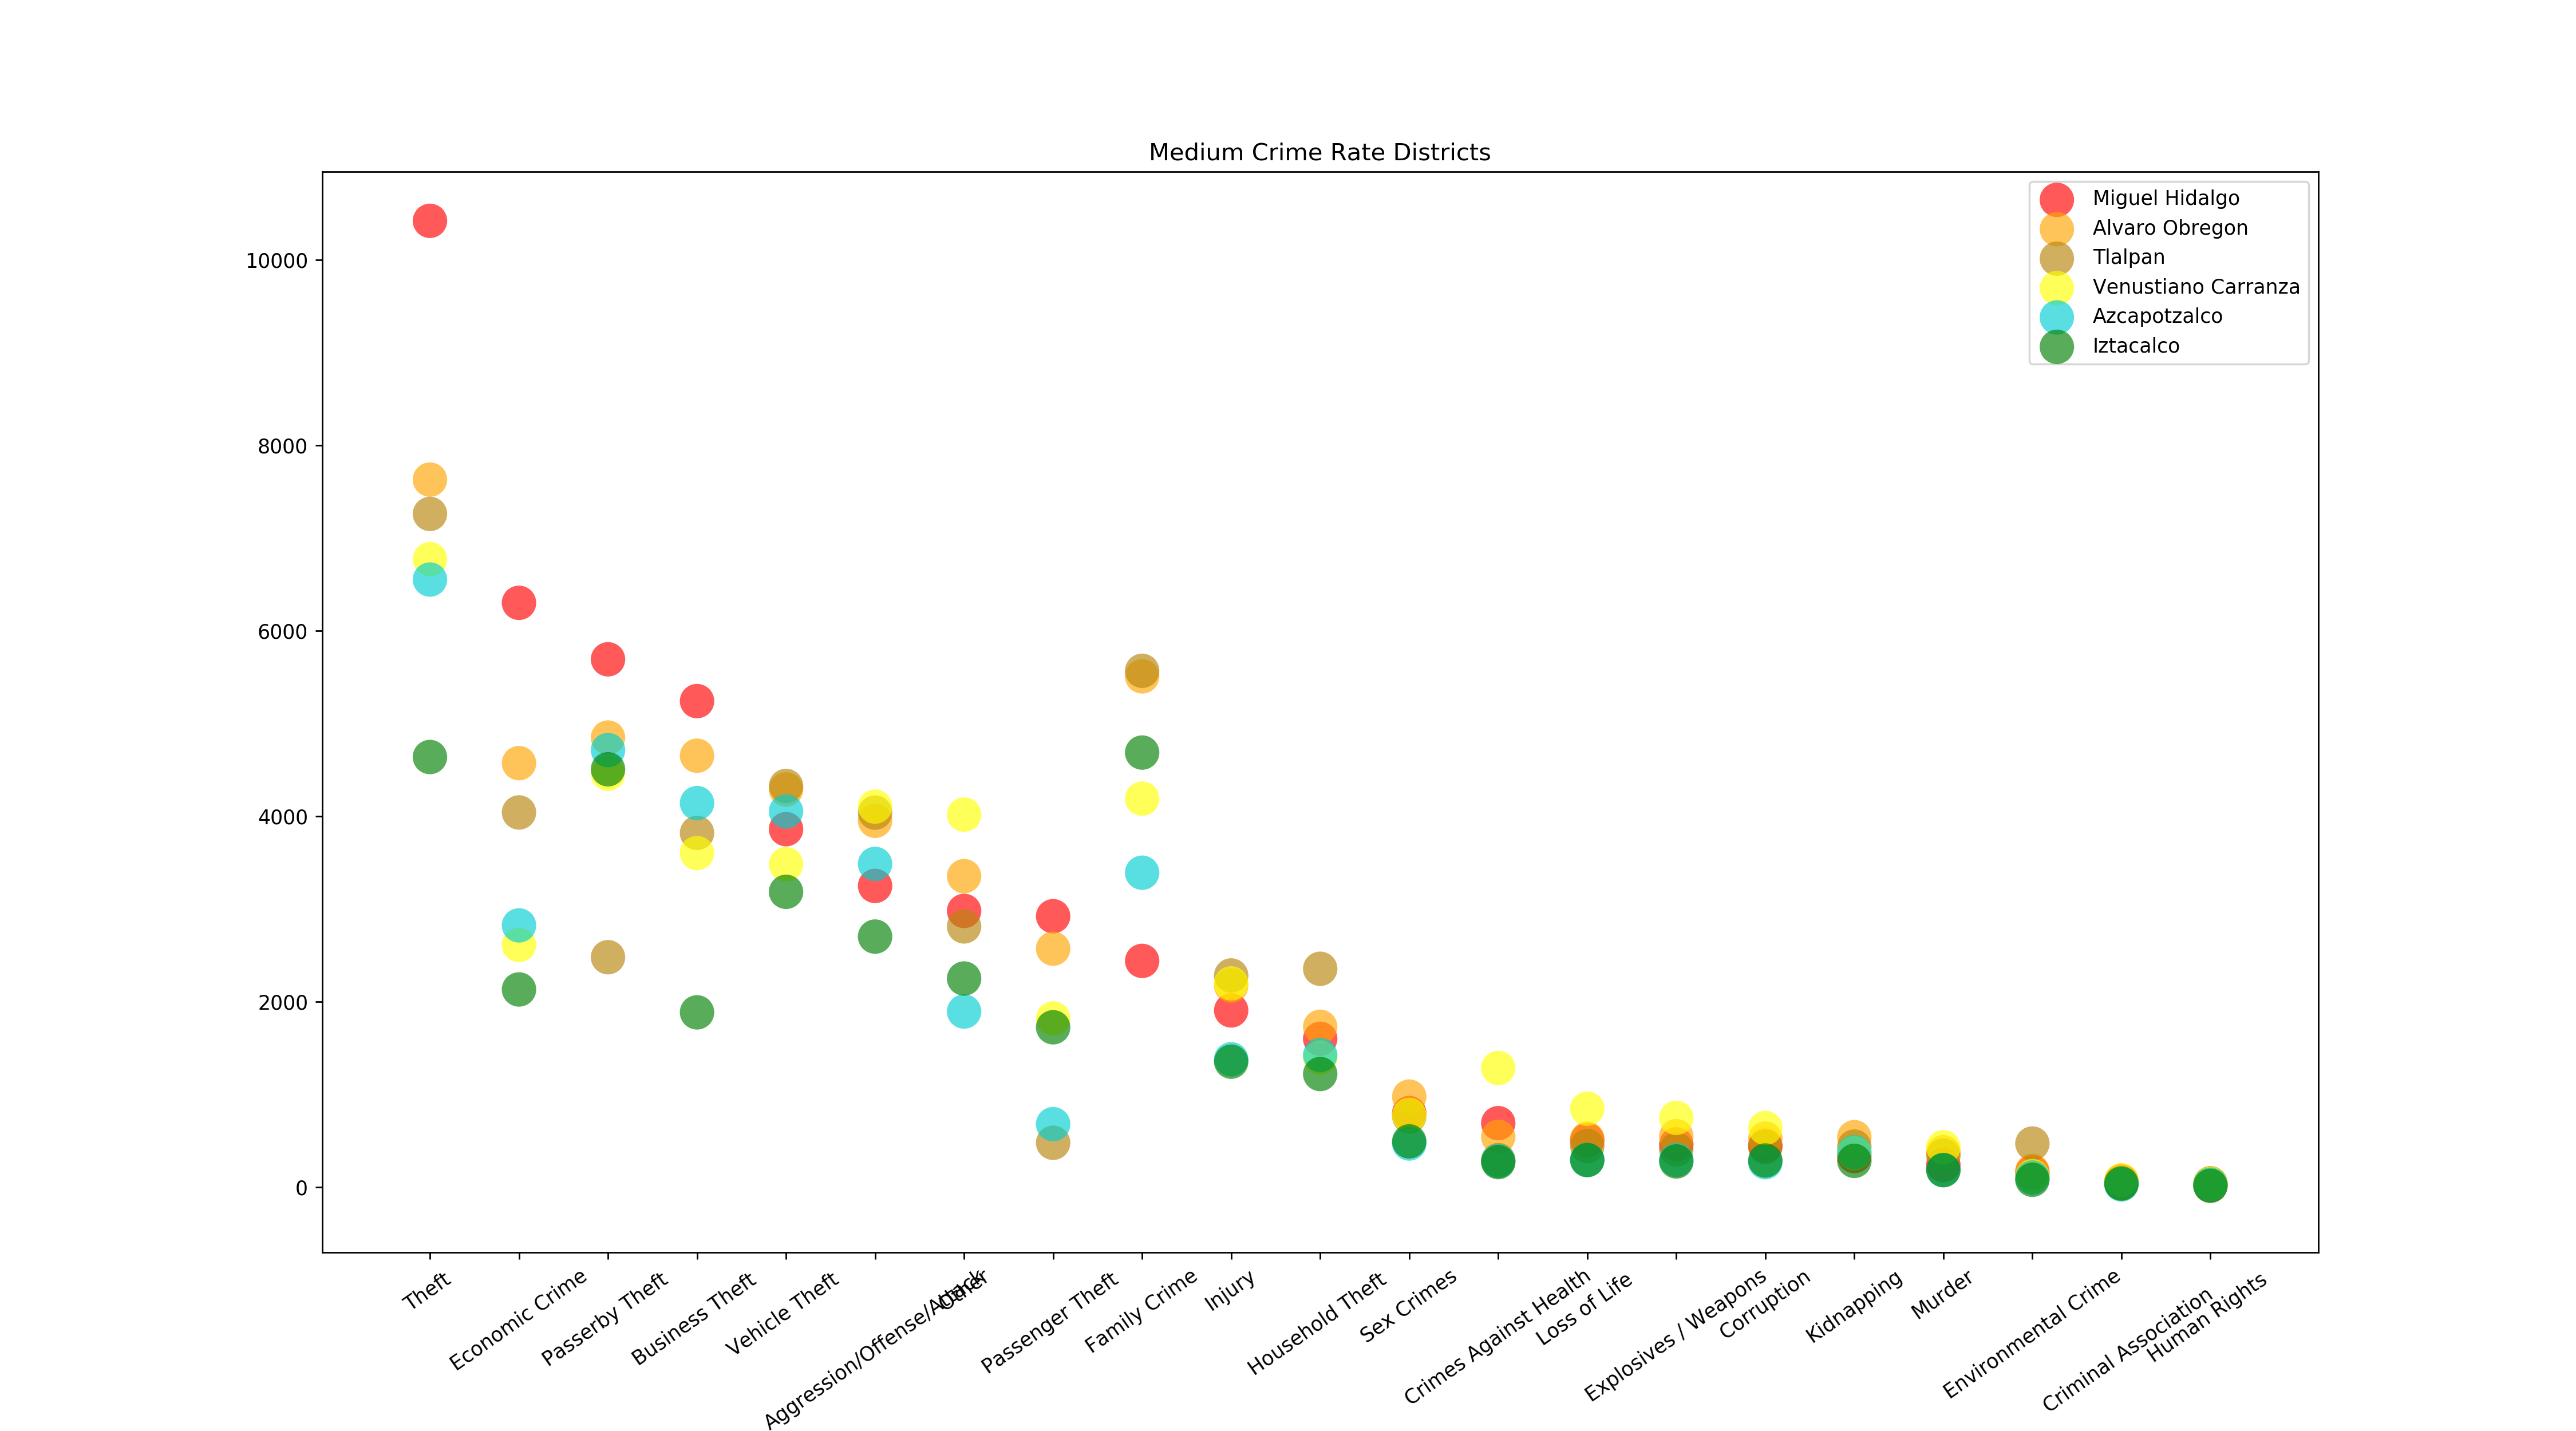 Medium Crime Rate Districts
Miguel Hidalgo
Alvaro Obregon
Tlalpan
Venustiano Carranza
Azcapotzalco
Iztacalco
10000
8000
6000
4000
2000
0
Theft
Economic Crime
Passerby Theft
Business Theft
Vehicle Theft
Aggression/Offense/Attack
Other
Passenger Theft
Family Crime
Injury
Household Theft
Sex Crimes
Crimes Against Health
Loss of Life
Explosives / Weapons
Corruption
Kidnapping
Murder
Environmental Crime
Criminal Association
Human Rights